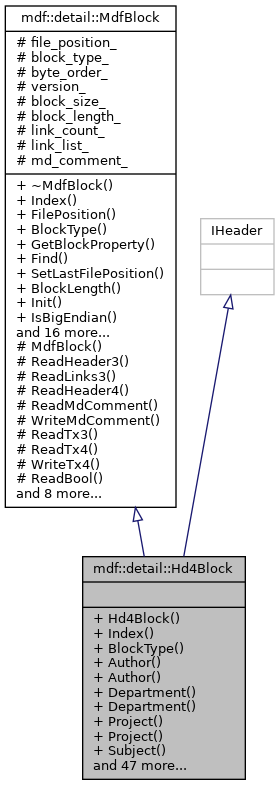 mdf::detail::MdfBlock
# file_position_
# block_type_
# byte_order_
# version_
# block_size_
# block_length_
# link_count_
# link_list_
# md_comment_
+ ~MdfBlock()
+ Index()
+ FilePosition()
+ BlockType()
+ GetBlockProperty()
+ Find()
+ SetLastFilePosition()
+ BlockLength()
+ Init()
+ IsBigEndian()
and 16 more...
# MdfBlock()
# ReadHeader3()
# ReadLinks3()
# ReadHeader4()
# ReadMdComment()
# WriteMdComment()
# ReadTx3()
# ReadTx4()
# WriteTx4()
# ReadBool()
and 8 more...
IHeader
mdf::detail::Hd4Block
+ Hd4Block()
+ Index()
+ BlockType()
+ Author()
+ Author()
+ Department()
+ Department()
+ Project()
+ Project()
+ Subject()
and 47 more...